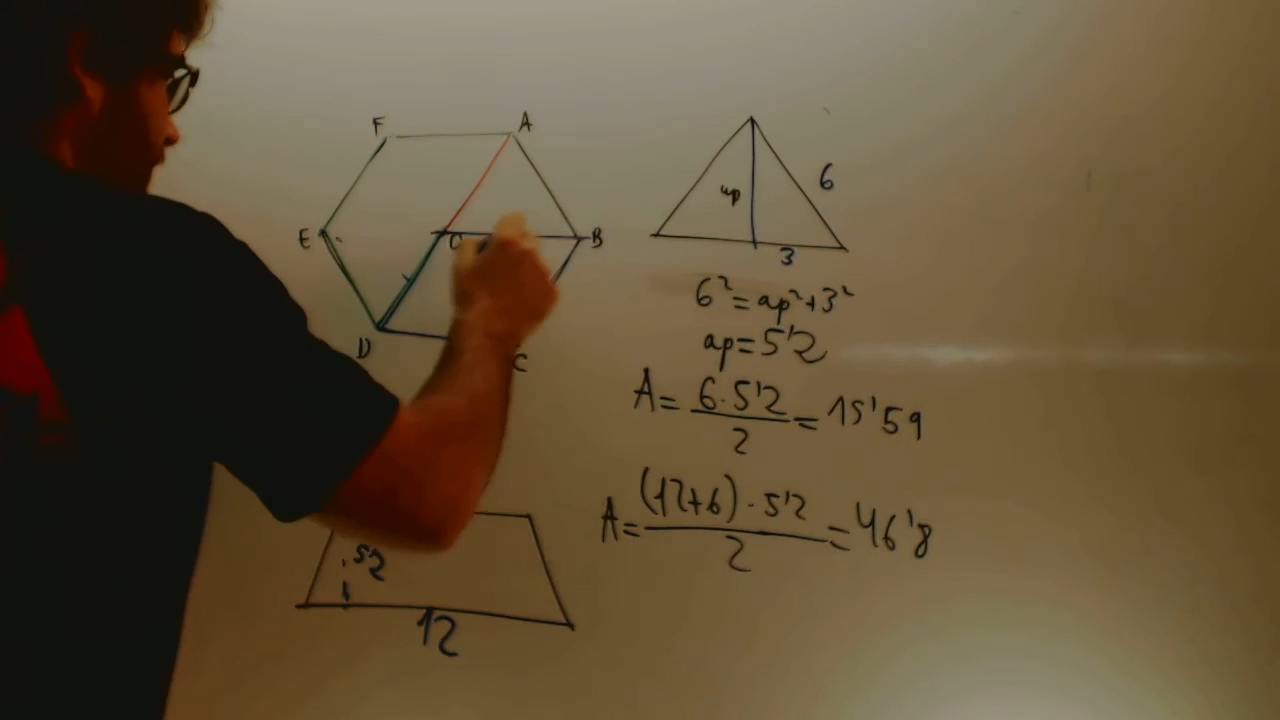 F A
E O B
D C
ap 6
3
6² = ap² + 3²
ap = 5'2
A = 6·5'2 / 2 = 15'59
A = (12+6)·5'2 / 2 = 46'8
5'2
12